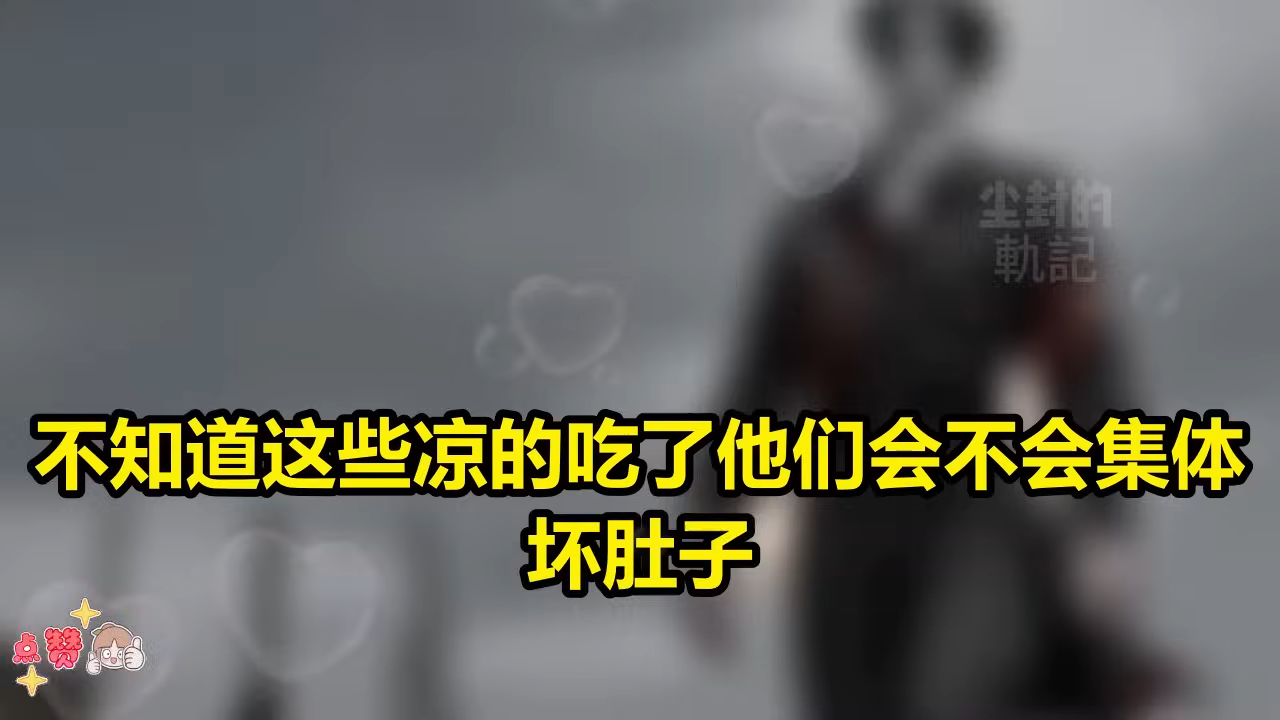 尘封的
軌記
不知道这些凉的吃了他们会不会集体
坏肚子
点赞